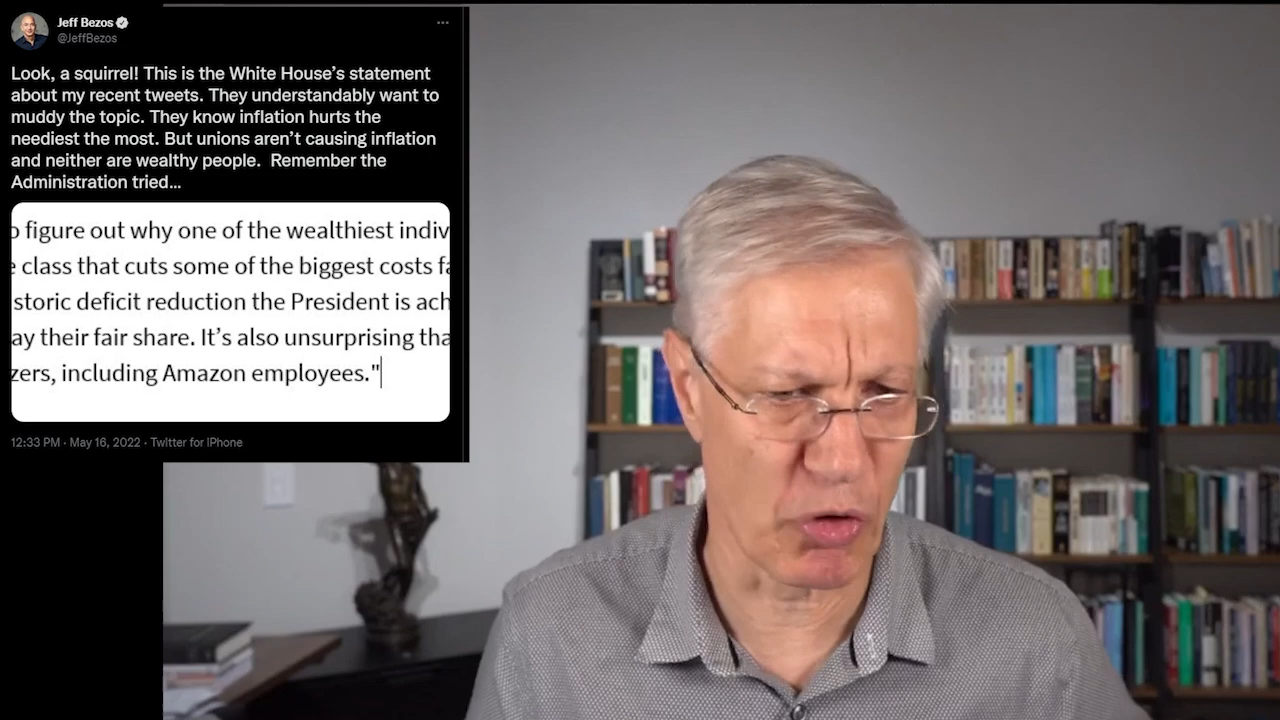 Jeff Bezos
@JeffBezos
Look, a squirrel! This is the White House’s statement
about my recent tweets. They understandably want to
muddy the topic. They know inflation hurts the
neediest the most. But unions aren’t causing inflation
and neither are wealthy people.  Remember the
Administration tried...
o figure out why one of the wealthiest indiv
e class that cuts some of the biggest costs fa
storic deficit reduction the President is ach
ay their fair share. It’s also unsurprising tha
zers, including Amazon employees."
12:33 PM · May 16, 2022 · Twitter for iPhone